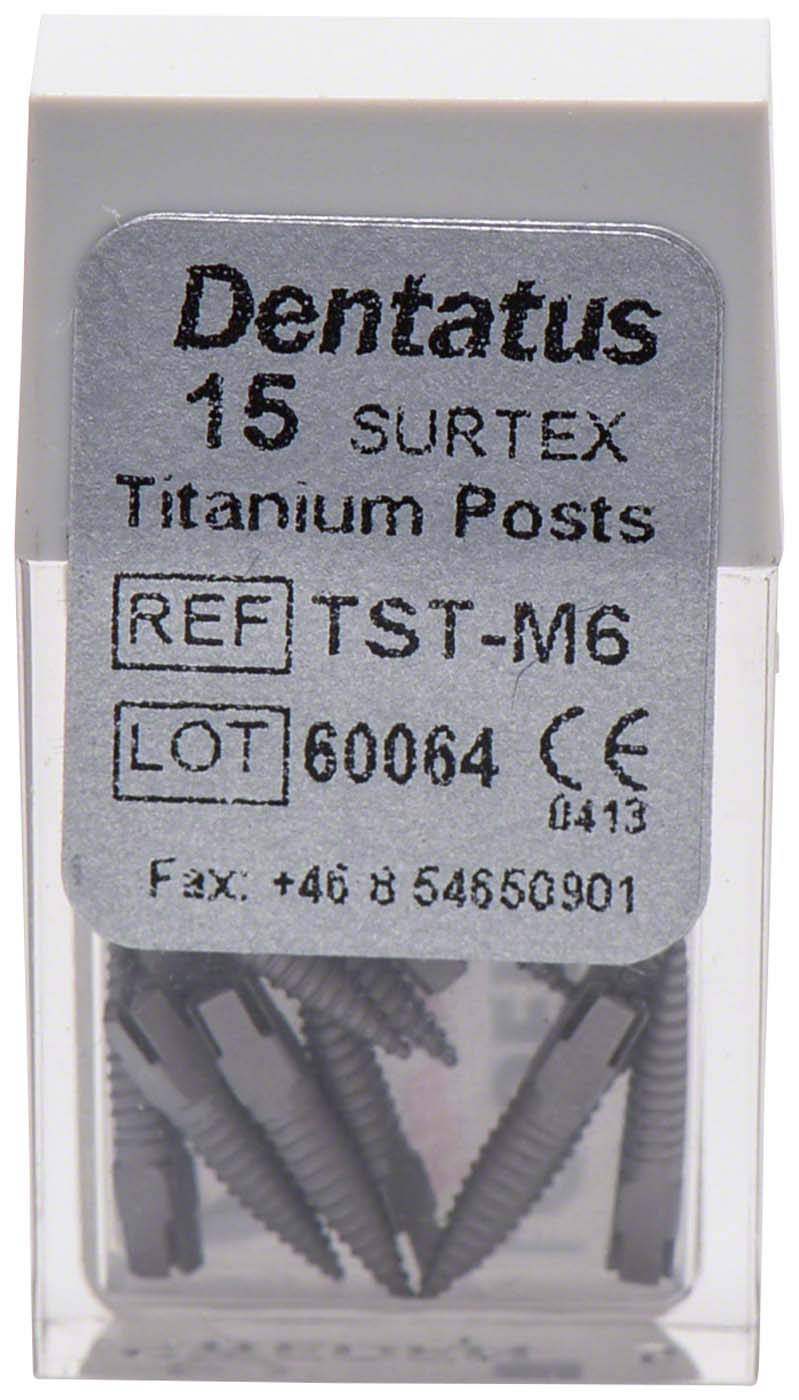 Dentatus
15 SURTEX
Titanium Posts
REF TST-M6
LOT 60064 CE
0413
Fax: +46 8 54650901